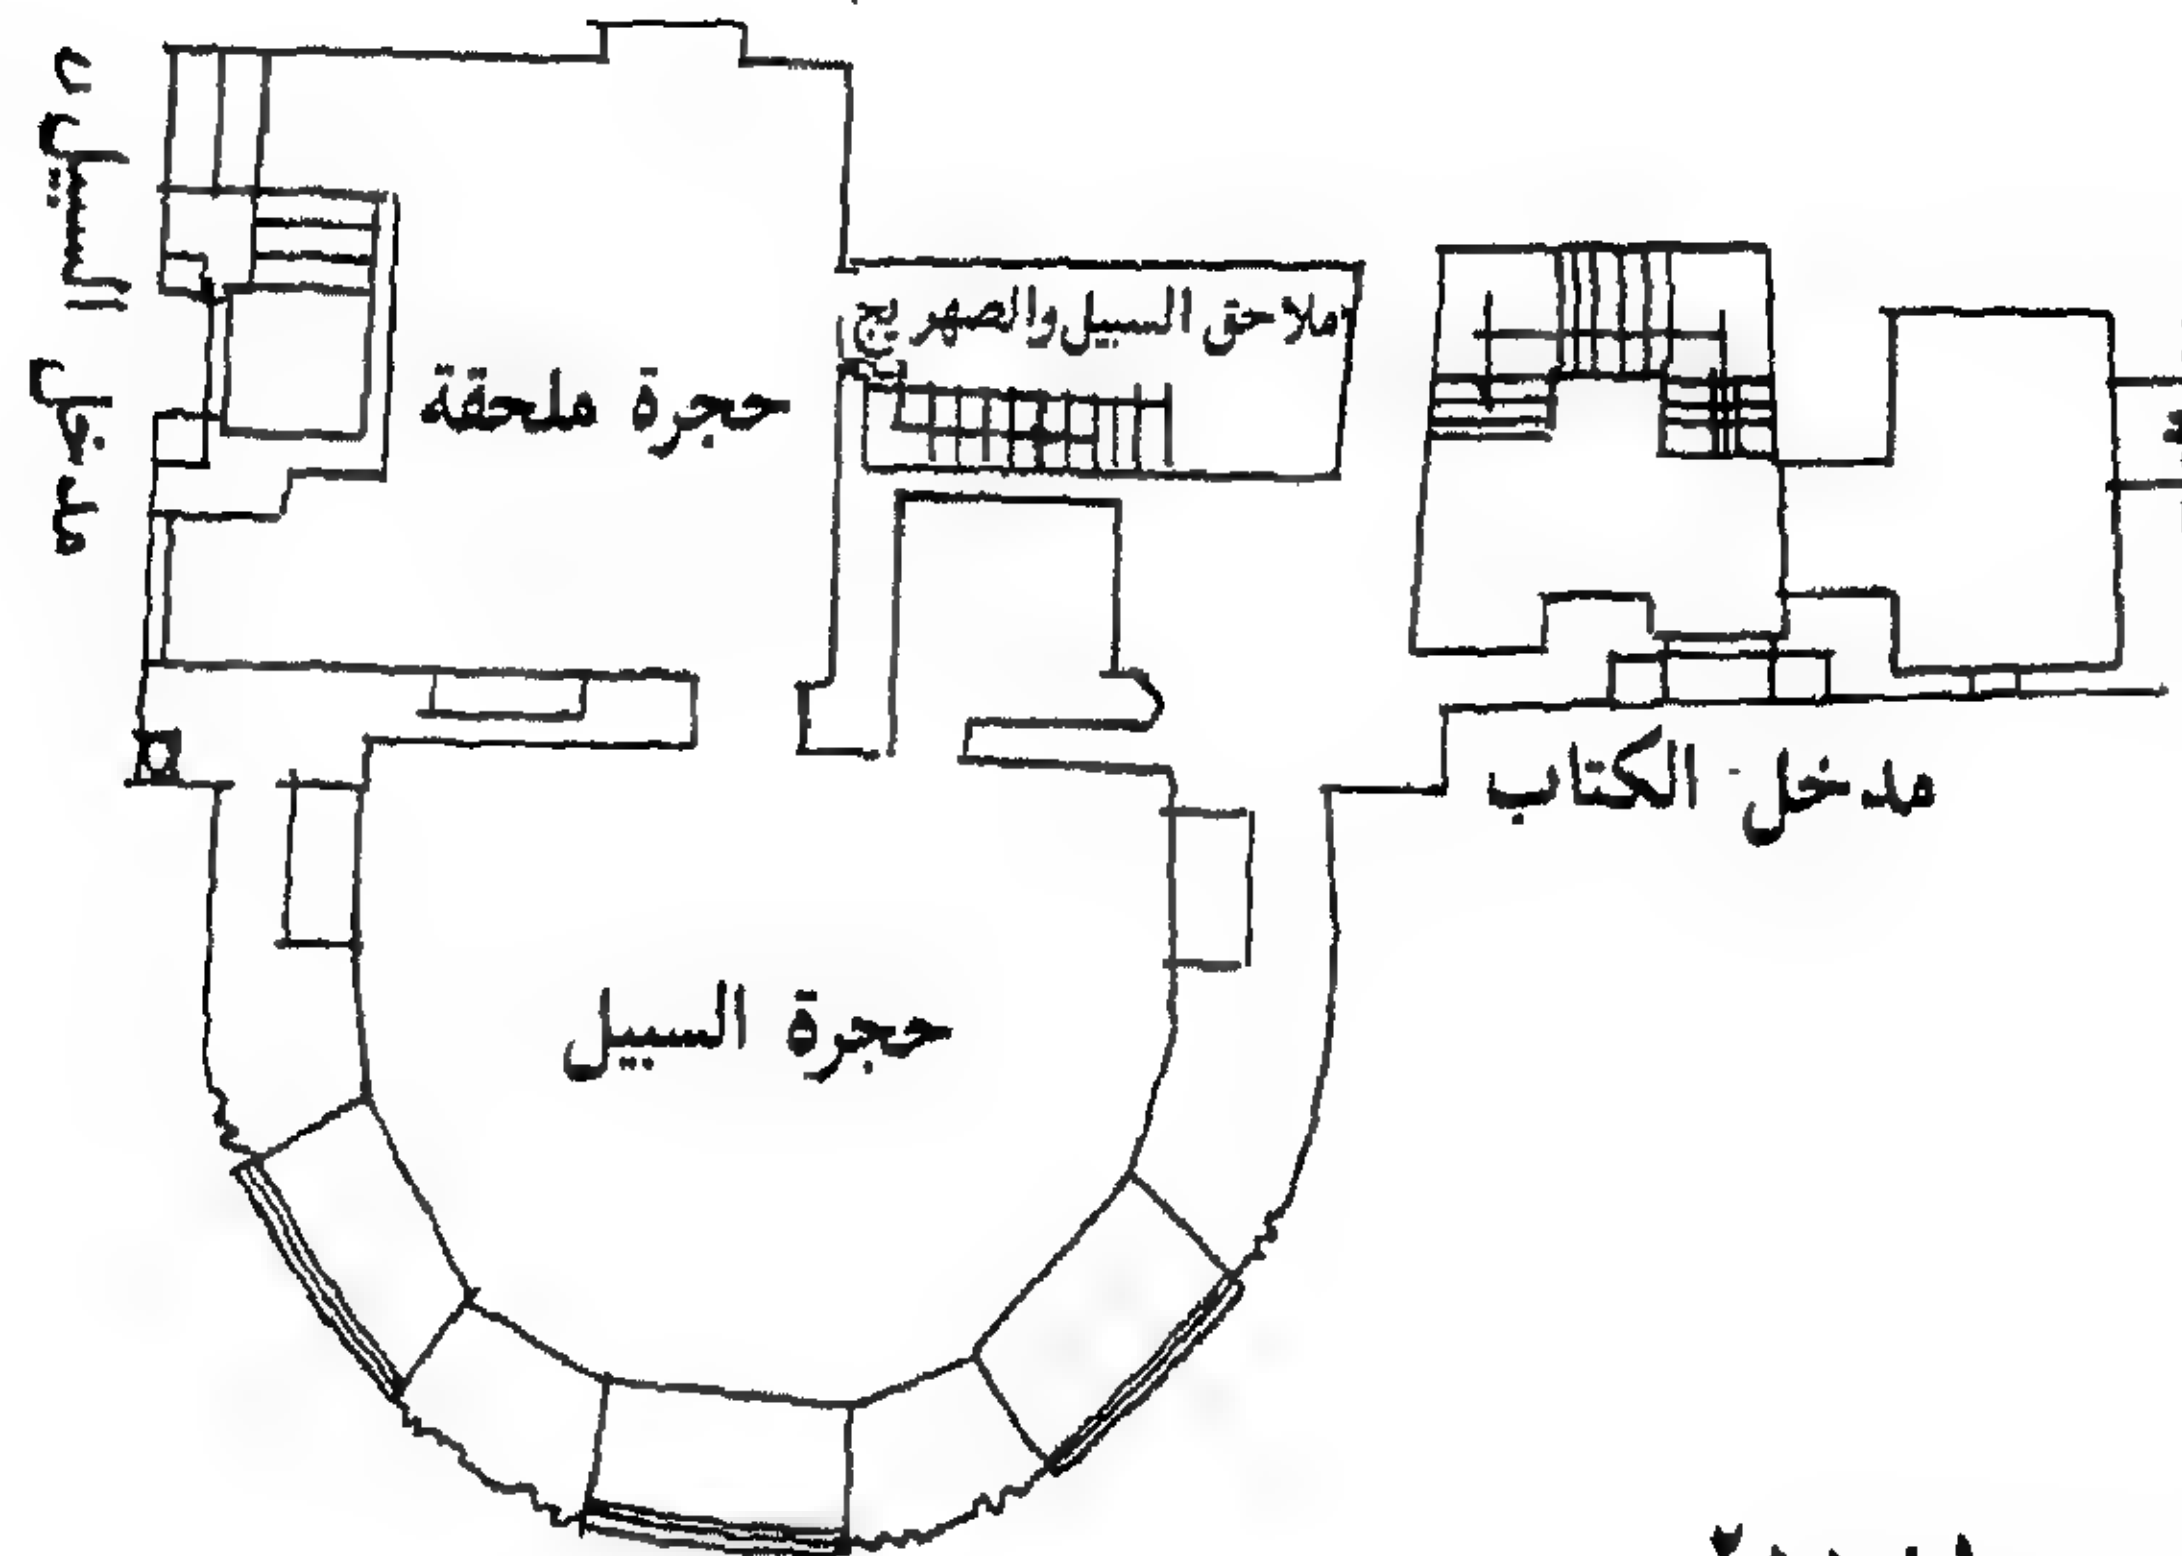 ملاحق السبيل والصهريج
حجرة ملحقة
مدخل السبيل
مدخل الكتاب
حجرة السبيل